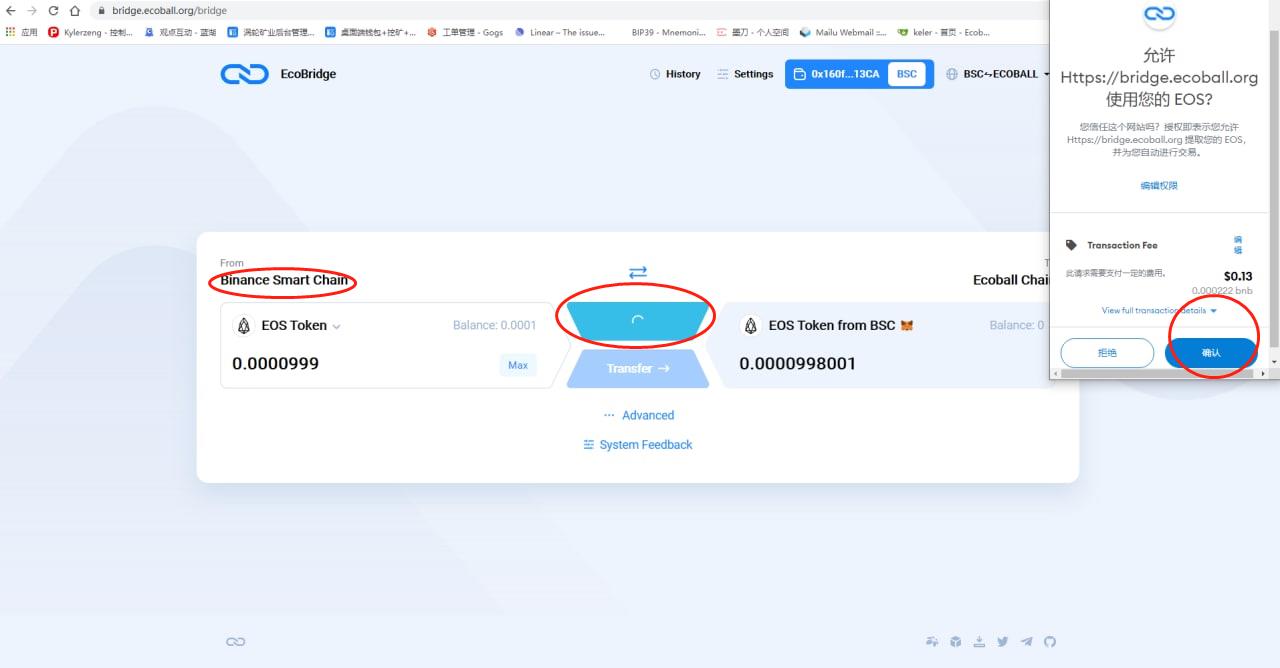 bridge.ecoball.org/bridge
应用
Kylerzeng - 控制...
观点互动 - 蓝湖
涡轮矿业后台管理...
桌面端钱包+挖矿+...
工单管理 - Gogs
Linear – The issue...
BIP39 - Mnemoni...
墨刀 - 个人空间
Mailu Webmail ::...
keler - 首页 - Ecob...
EcoBridge
History
Settings
0x160f...13CA
BSC
BSC⇋ECOBALL
From
Binance Smart Chain
T
Ecoball Chai
EOS Token
Balance: 0.0001
0.0000999
Max
Transfer →
EOS Token from BSC
Balance: 0
0.0000998001
··· Advanced
System Feedback
允许
Https://bridge.ecoball.org
使用您的 EOS?
您信任这个网站吗？授权即表示您允许
Https://bridge.ecoball.org 提取您的 EOS，
并为您自动进行交易。
编辑权限
Transaction Fee
编
辑
此请求需要支付一定的费用。
$0.13
0.000222 bnb
View full transaction details
拒绝
确认